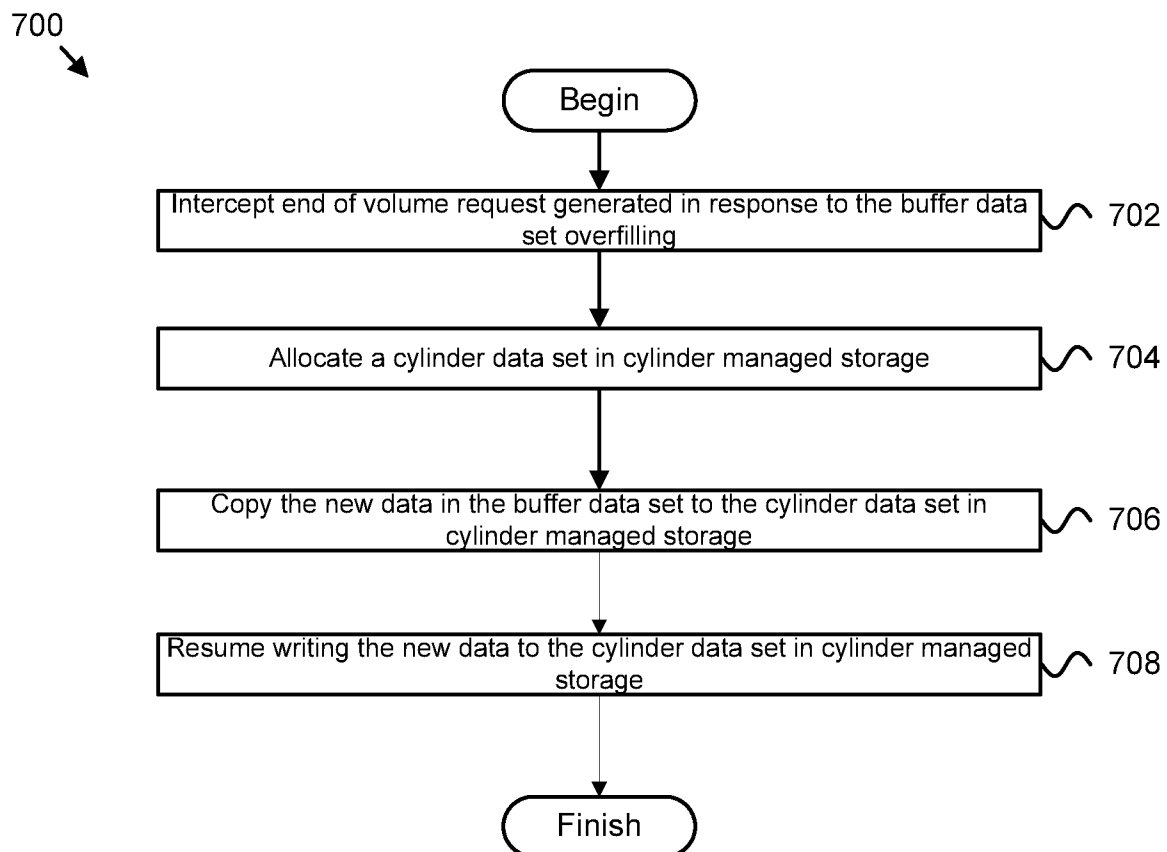 700
Begin
Intercept end of volume request generated in response to the buffer data
set overfilling
702
Allocate a cylinder data set in cylinder managed storage
704
Copy the new data in the buffer data set to the cylinder data set in
cylinder managed storage
706
Resume writing the new data to the cylinder data set in cylinder managed
storage
708
Finish